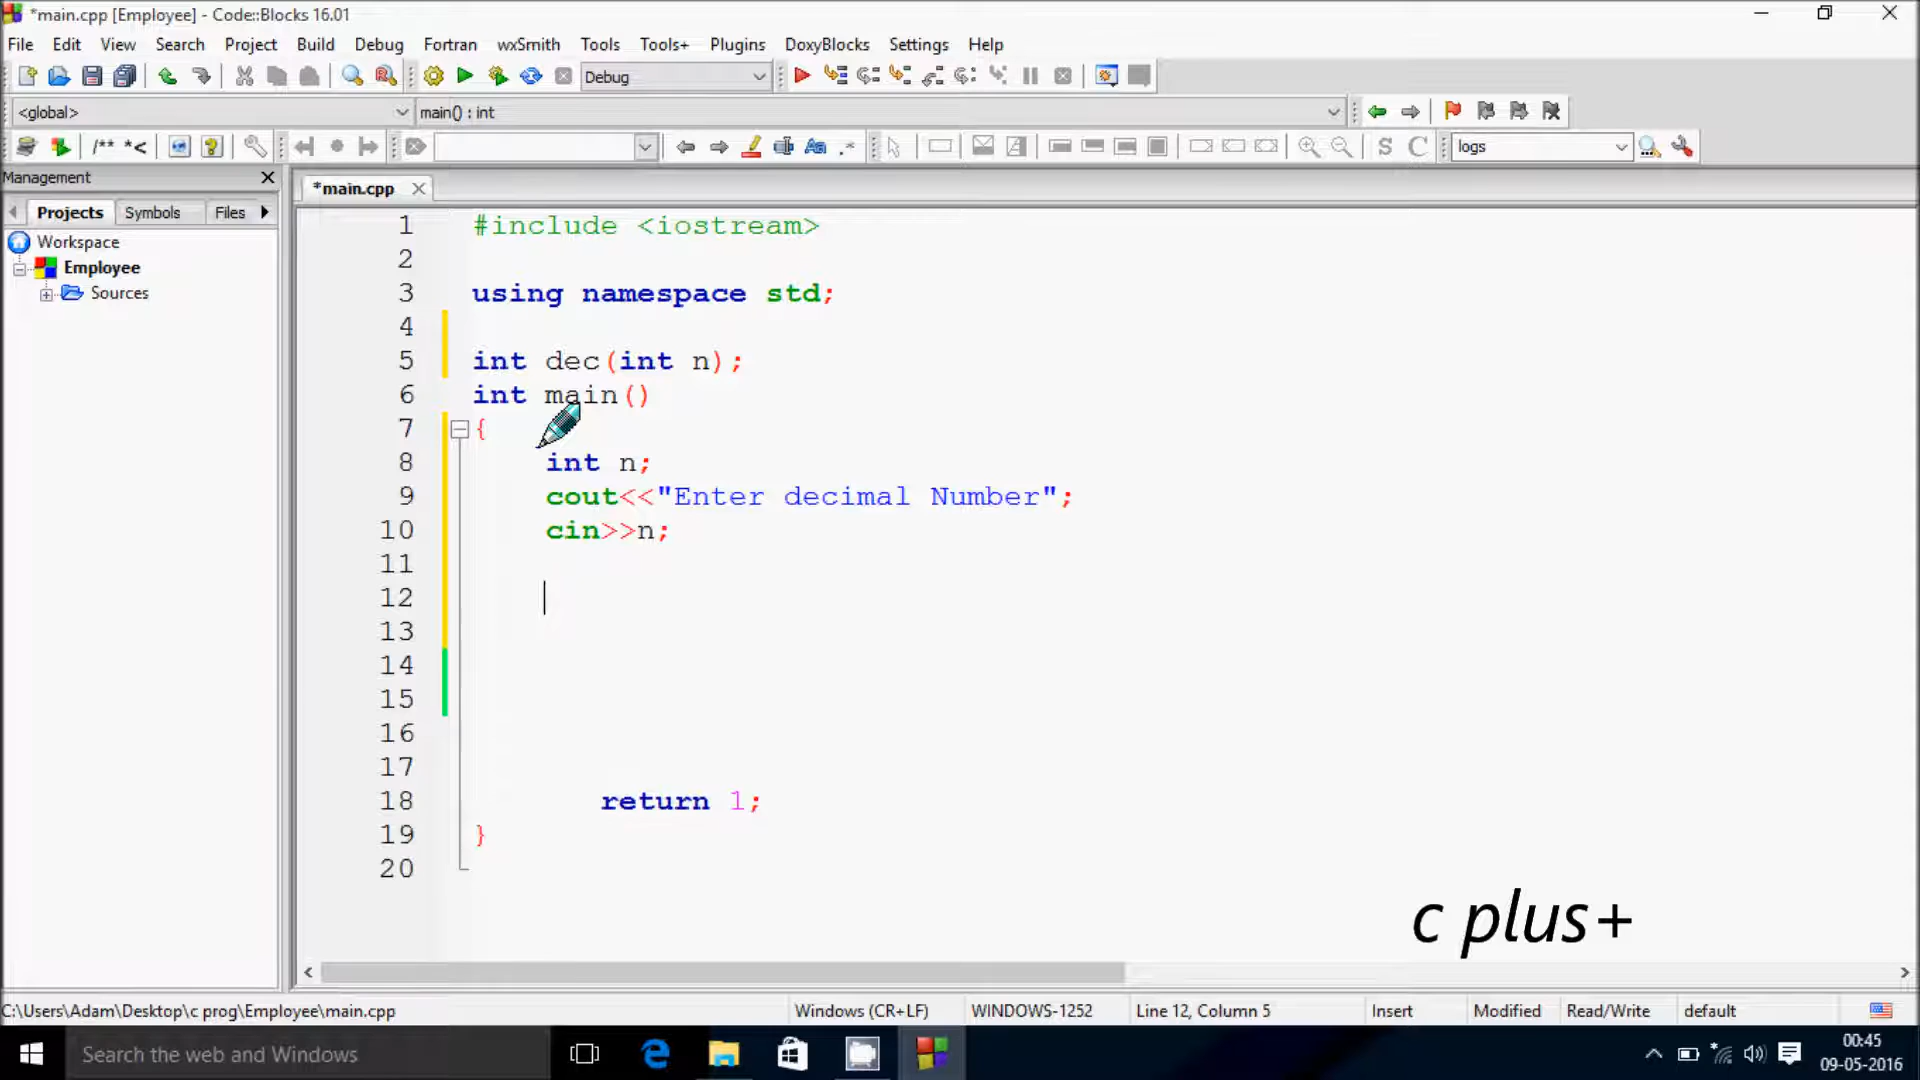 *main.cpp [Employee] - Code::Blocks 16.01
File Edit View Search Project Build Debug Fortran wxSmith Tools Tools+ Plugins DoxyBlocks Settings Help
Debug
<global> main() : int
/** *< S C logs
Management
Projects Symbols Files
*main.cpp
Workspace
Employee
Sources
1 #include <iostream>
2
3 using namespace std;
4
5 int dec(int n);
6 int main()
7 {
8 int n;
9 cout<<"Enter decimal Number";
10 cin>>n;
11
12
13
14
15
16
17
18 return 1;
19 }
20
c plus+
C:\Users\Adam\Desktop\c prog\Employee\main.cpp Windows (CR+LF) WINDOWS-1252 Line 12, Column 5 Insert Modified Read/Write default
Search the web and Windows
00:45
09-05-2016